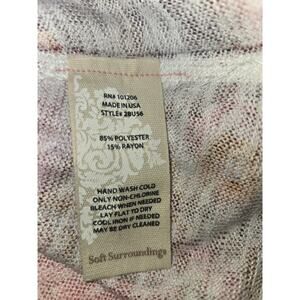 RN# 101206
MADE IN USA
STYLE# 2BU56
85% POLYESTER
15% RAYON
HAND WASH COLD
ONLY NON-CHLORINE
BLEACH WHEN NEEDED
LAY FLAT TO DRY
COOL IRON IF NEEDED
MAY BE DRY CLEANED
Soft Surroundings